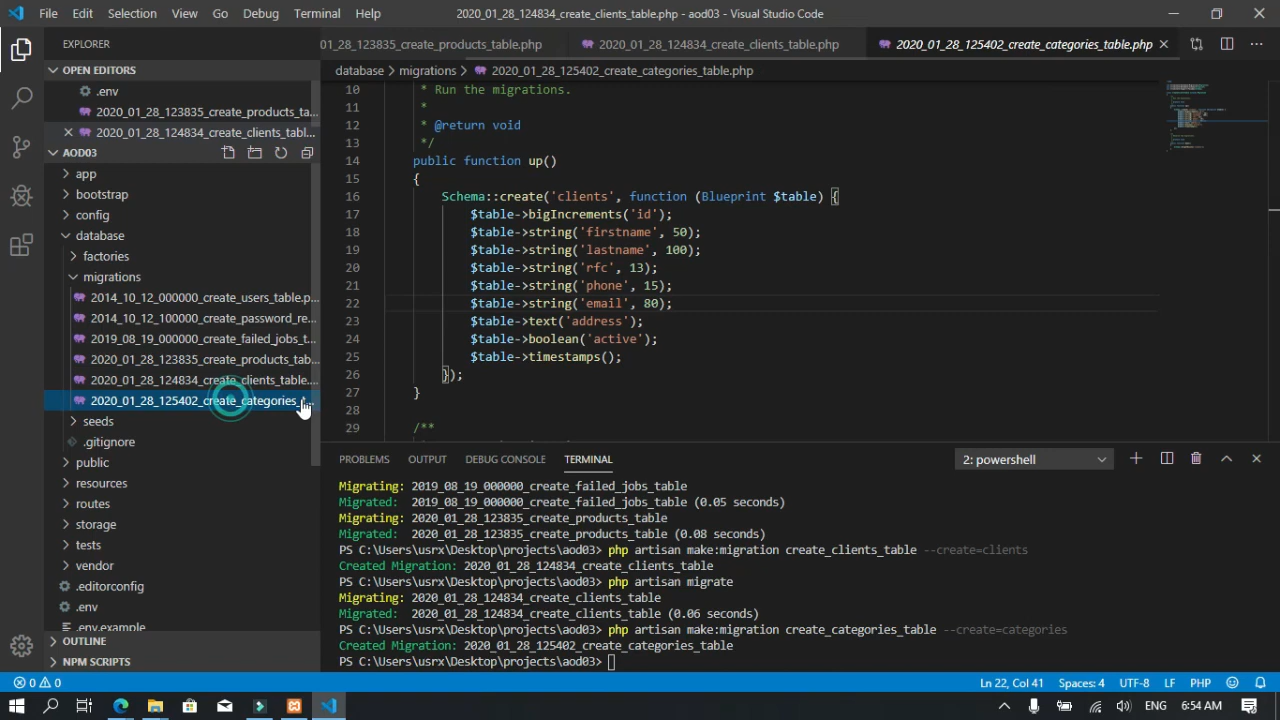 File Edit Selection View Go Debug Terminal Help 2020_01_28_124834_create_clients_table.php - aod03 - Visual Studio Code
EXPLORER
OPEN EDITORS
.env
2020_01_28_123835_create_products_ta...
2020_01_28_124834_create_clients_tabl...
AOD03
app
bootstrap
config
database
factories
migrations
2014_10_12_000000_create_users_table.p...
2014_10_12_100000_create_password_re...
2019_08_19_000000_create_failed_jobs_t...
2020_01_28_123835_create_products_tab...
2020_01_28_124834_create_clients_table....
2020_01_28_125402_create_categories_t...
seeds
.gitignore
public
resources
routes
storage
tests
vendor
.editorconfig
.env
.env.example
OUTLINE
NPM SCRIPTS
01_28_123835_create_products_table.php 2020_01_28_124834_create_clients_table.php 2020_01_28_125402_create_categories_table.php
database > migrations > 2020_01_28_125402_create_categories_table.php
10 * Run the migrations.
11 *
12 * @return void
13 */
14 public function up()
15 {
16 Schema::create('clients', function (Blueprint $table) {
17 $table->bigIncrements('id');
18 $table->string('firstname', 50);
19 $table->string('lastname', 100);
20 $table->string('rfc', 13);
21 $table->string('phone', 15);
22 $table->string('email', 80);
23 $table->text('address');
24 $table->boolean('active');
25 $table->timestamps();
26 });
27 }
28
29 /**
PROBLEMS OUTPUT DEBUG CONSOLE TERMINAL 2: powershell
Migrating: 2019_08_19_000000_create_failed_jobs_table
Migrated: 2019_08_19_000000_create_failed_jobs_table (0.05 seconds)
Migrating: 2020_01_28_123835_create_products_table
Migrated: 2020_01_28_123835_create_products_table (0.08 seconds)
PS C:\Users\usrx\Desktop\projects\aod03> php artisan make:migration create_clients_table --create=clients
Created Migration: 2020_01_28_124834_create_clients_table
PS C:\Users\usrx\Desktop\projects\aod03> php artisan migrate
Migrating: 2020_01_28_124834_create_clients_table
Migrated: 2020_01_28_124834_create_clients_table (0.06 seconds)
PS C:\Users\usrx\Desktop\projects\aod03> php artisan make:migration create_categories_table --create=categories
Created Migration: 2020_01_28_125402_create_categories_table
PS C:\Users\usrx\Desktop\projects\aod03>
0 0 Ln 22, Col 41 Spaces: 4 UTF-8 LF PHP
ENG 6:54 AM